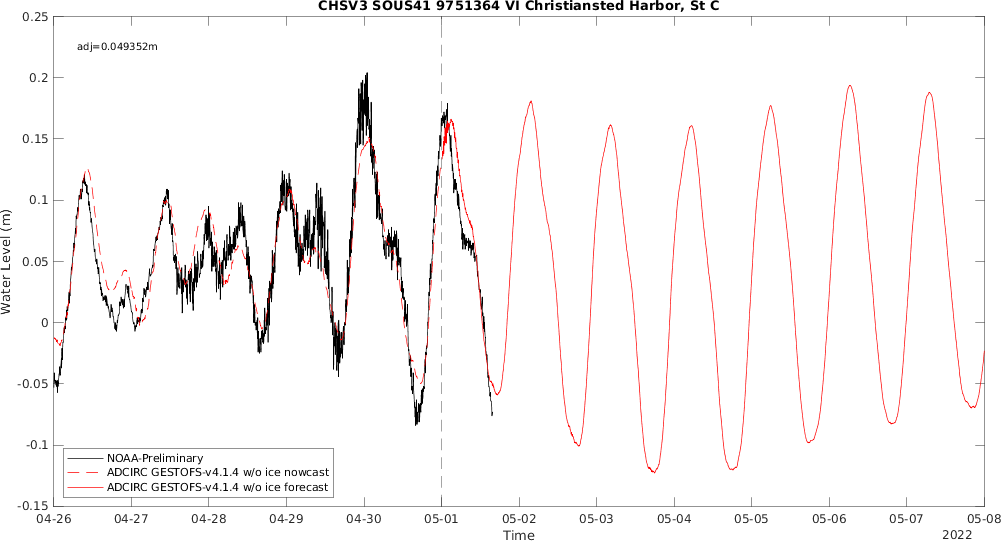 CHSV3 SOUS41 9751364 VI Christiansted Harbor, St C
0.25
adj=0.049352m
0.2
0.15
0.1
0.05
0
-0.05
-0.1
-0.15
Water Level (m)
NOAA-Preliminary
ADCIRC GESTOFS-v4.1.4 w/o ice nowcast
ADCIRC GESTOFS-v4.1.4 w/o ice forecast
04-26 04-27 04-28 04-29 04-30 05-01 05-02 05-03 05-04 05-05 05-06 05-07 05-08
Time
2022